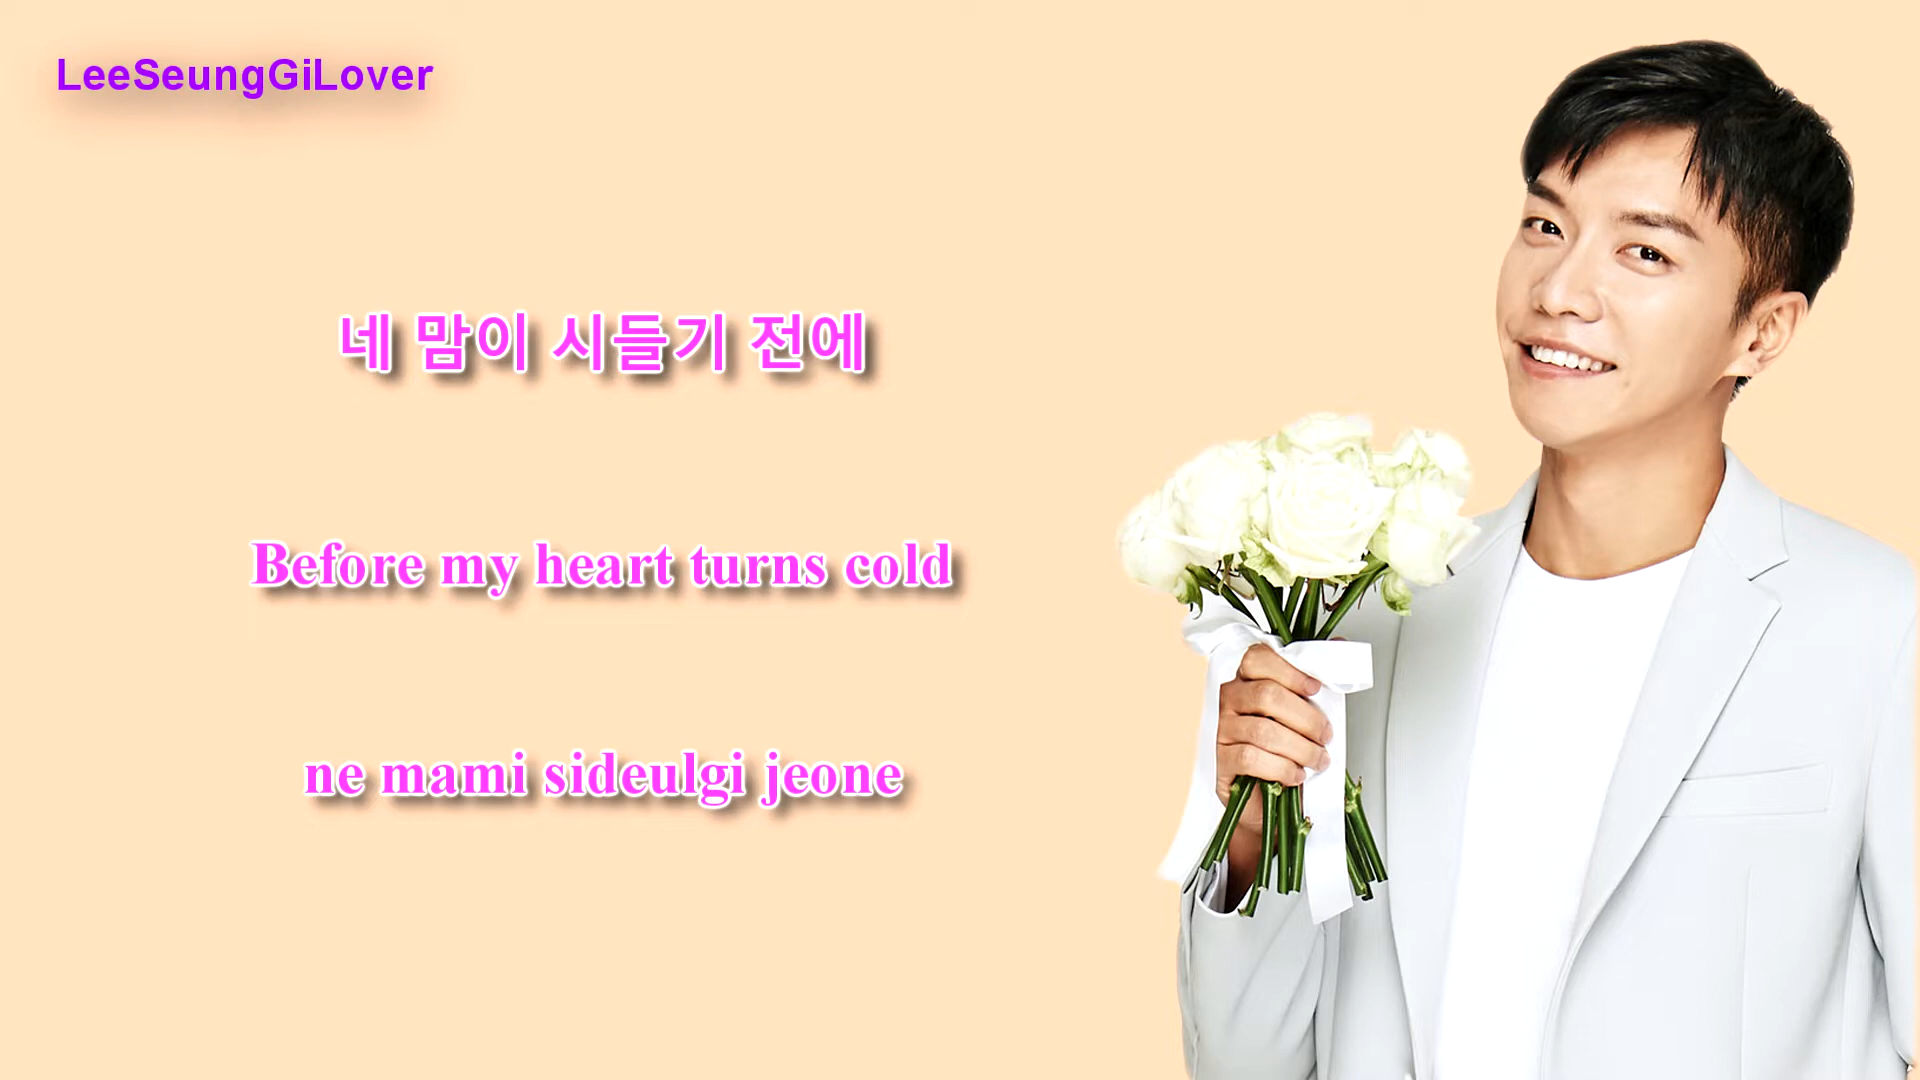 LeeSeungGiLover
네 맘이 시들기 전에
Before my heart turns cold
ne mami sideulgi jeone